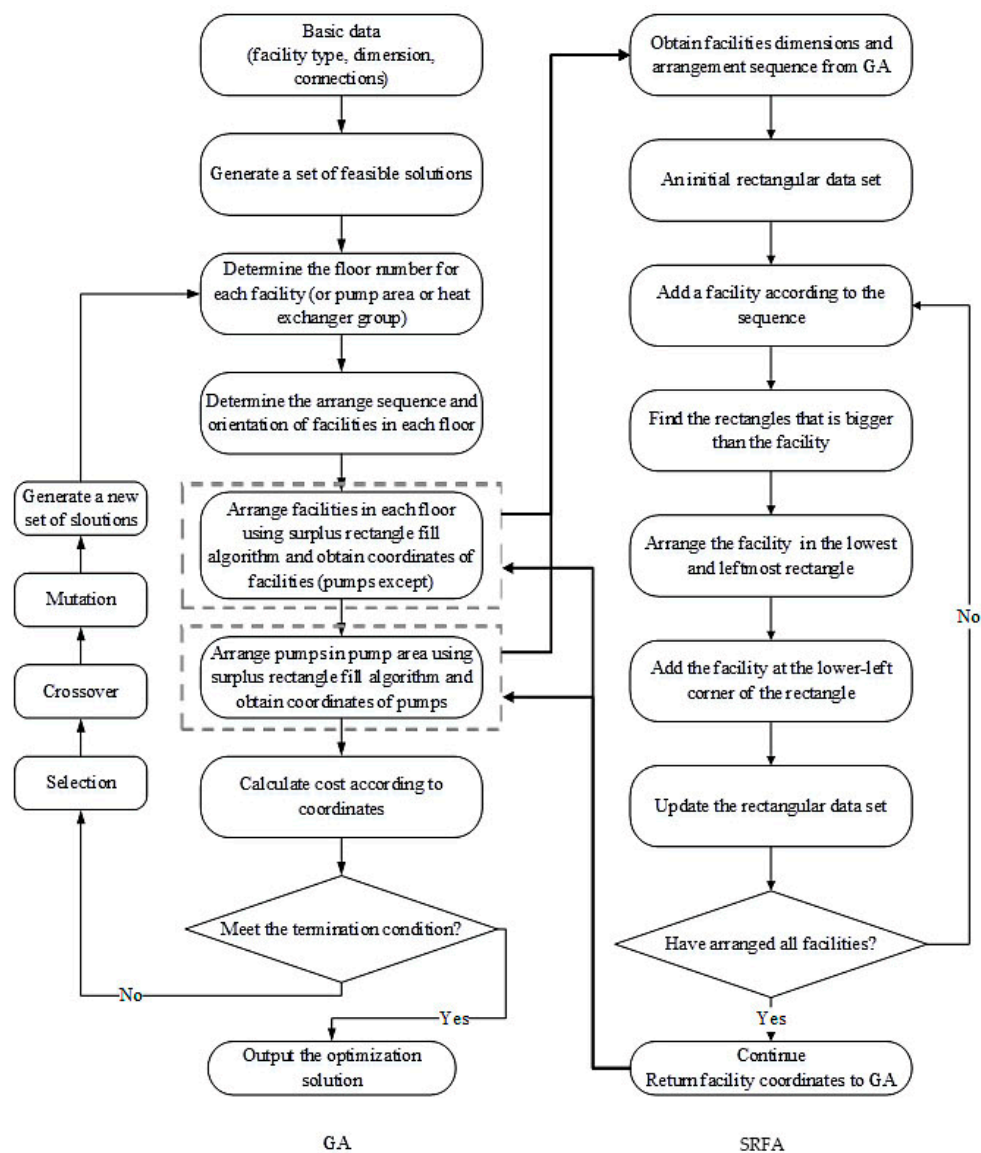 Basic data
(facility type, dimension,
connections)
Generate a set of feasible solutions
Determine the floor number for
each facility (or pump area or heat
exchanger group)
Determine the arrange sequence and
orientation of facilities in each floor
Arrange facilities in each floor
using surplus rectangle fill
algorithm and obtain coordinates of
facilities (pumps except)
Arrange pumps in pump area using
surplus rectangle fill algorithm and
obtain coordinates of pumps
Calculate cost according to
coordinates
Meet the termination condition?
No
Yes
Output the optimization
solution
Generate a new
set of sloutions
Mutation
Crossover
Selection
GA
Obtain facilities dimensions and
arrangement sequence from GA
An initial rectangular data set
Add a facility according to the
sequence
Find the rectangles that is bigger
than the facility
Arrange the facility in the lowest
and leftmost rectangle
Add the facility at the lower-left
corner of the rectangle
Update the rectangular data set
Have arranged all facilities?
No
Yes
Continue
Return facility coordinates to GA
SRFA